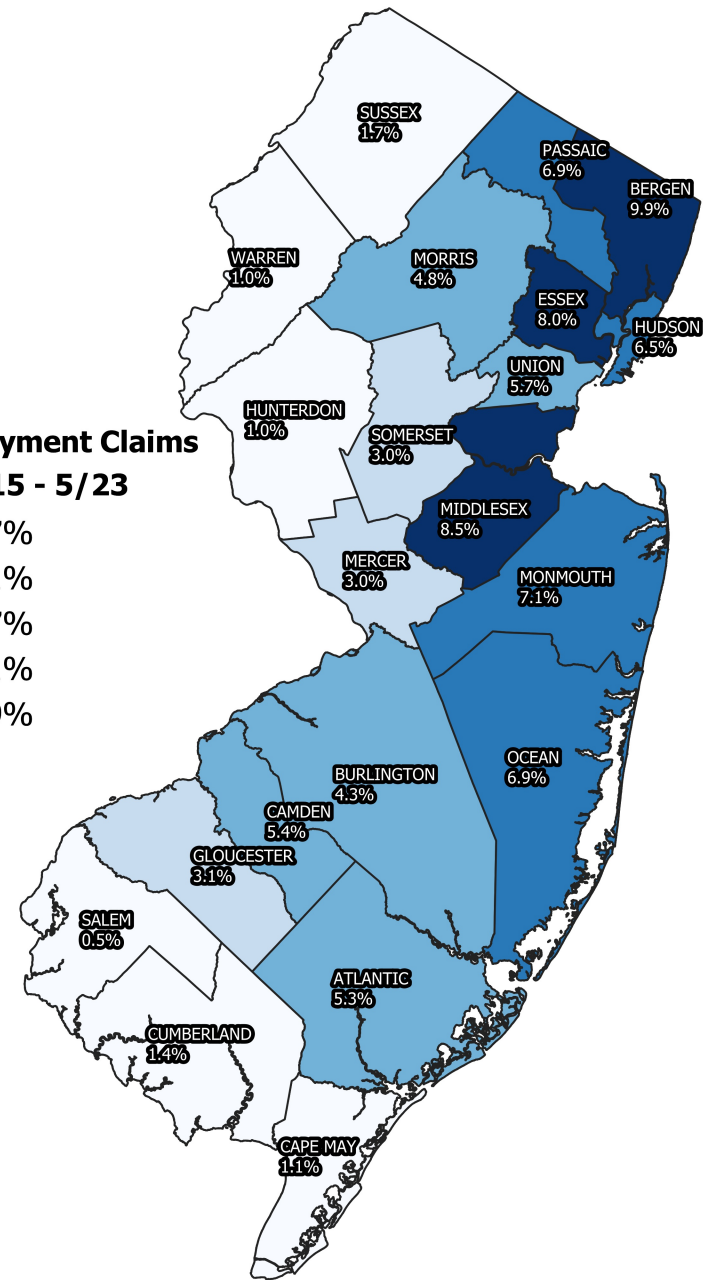 SUSSEX
1.7%
PASSAIC
6.9%
BERGEN
9.9%
WARREN
1.0%
MORRIS
4.8%
ESSEX
8.0%
HUDSON
6.5%
UNION
5.7%
HUNTERDON
1.0%
SOMERSET
3.0%
yment Claims
15 - 5/23
%
%
%
%
%
MIDDLESEX
8.5%
MERCER
3.0%
MONMOUTH
7.1%
OCEAN
6.9%
BURLINGTON
4.3%
CAMDEN
5.4%
GLOUCESTER
3.1%
SALEM
0.5%
ATLANTIC
5.3%
CUMBERLAND
1.4%
CAPE MAY
1.1%